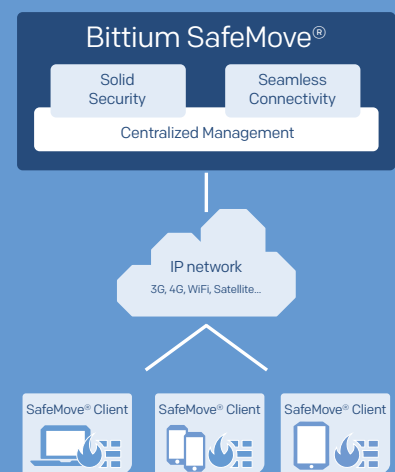 Bittium SafeMove®
Solid
Security
Seamless
Connectivity
Centralized Management
IP network
3G, 4G, WiFi, Satellite...
SafeMove® Client
SafeMove® Client
SafeMove® Client